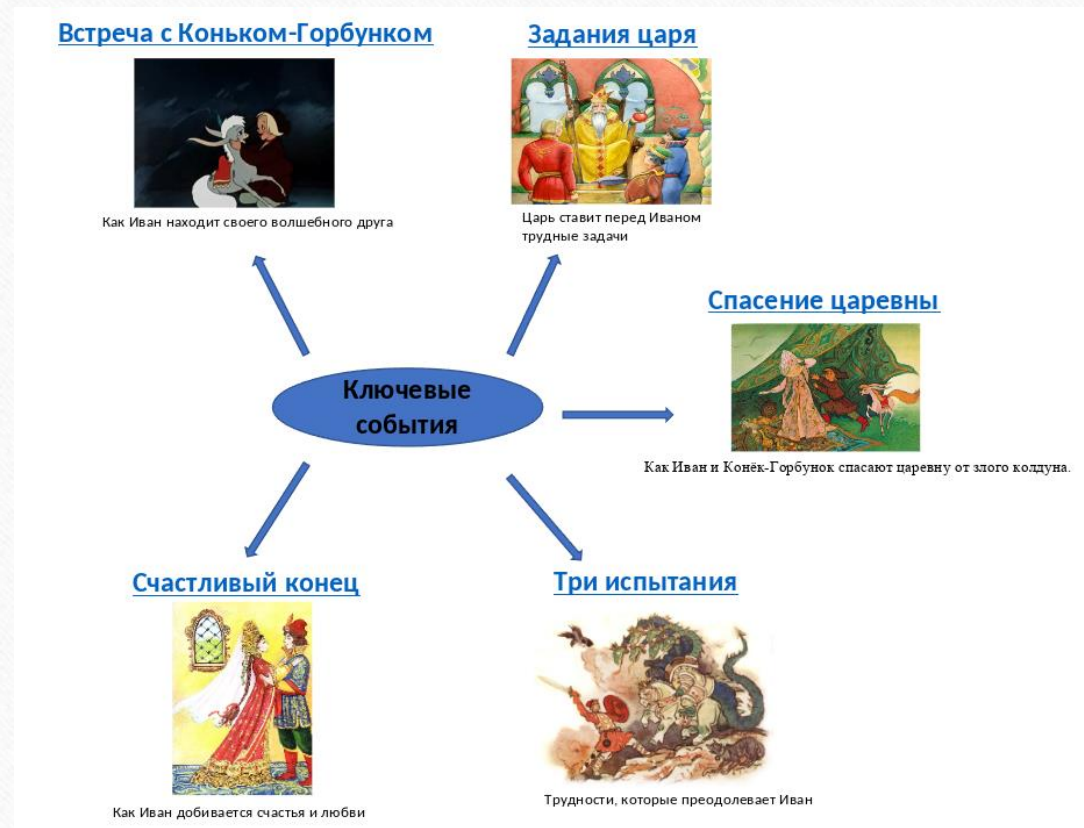 Встреча с Коньком-Горбунком
Как Иван находит своего волшебного друга
Задания царя
Царь ставит перед Иваном
трудные задачи
Спасение царевны
Как Иван и Конёк-Горбунок спасают царевну от злого колдуна.
Ключевые
события
Счастливый конец
Как Иван добивается счастья и любви
Три испытания
Трудности, которые преодолевает Иван